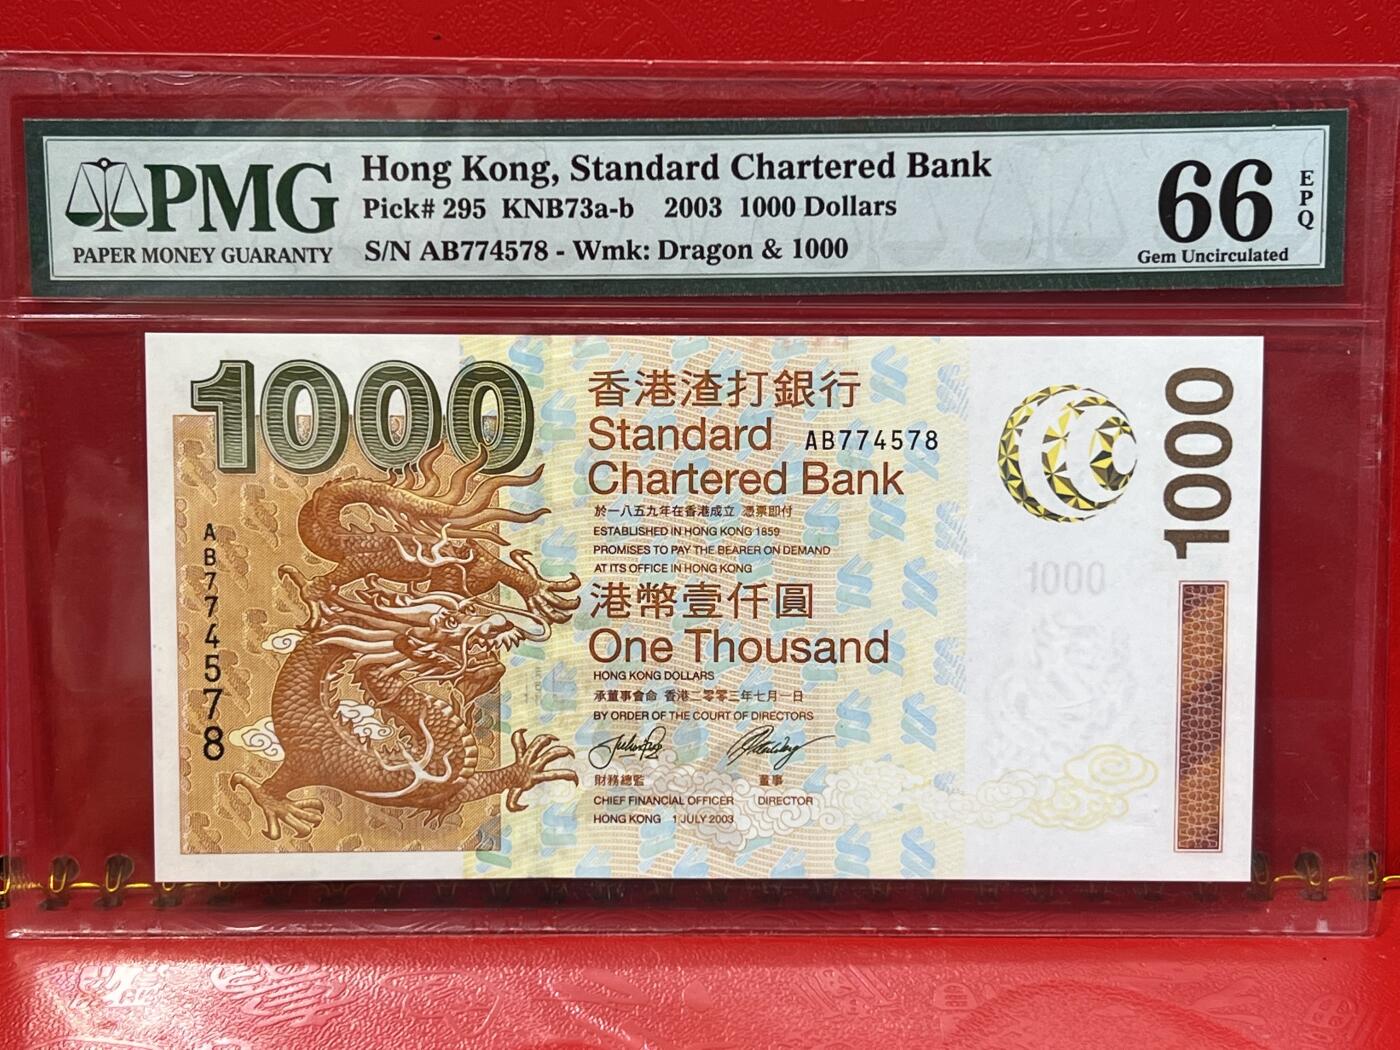 PMG
PAPER MONEY GUARANTY
Hong Kong, Standard Chartered Bank
Pick# 295 KNB73a-b 2003 1000 Dollars
S/N AB774578 - Wmk: Dragon & 1000
66
EPQ
Gem Uncirculated
1000
香港渣打銀行
Standard
Chartered Bank
AB774578
於一八五九年在香港成立 憑票即付
ESTABLISHED IN HONG KONG 1859
PROMISES TO PAY THE BEARER ON DEMAND
AT ITS OFFICE IN HONG KONG
港幣壹仟圓
One Thousand
HONG KONG DOLLARS
承董事會命 香港二零零三年七月一日
BY ORDER OF THE COURT OF DIRECTORS
財務總監 董事
CHIEF FINANCIAL OFFICER DIRECTOR
HONG KONG 1 JULY 2003
AB774578
1000
1000